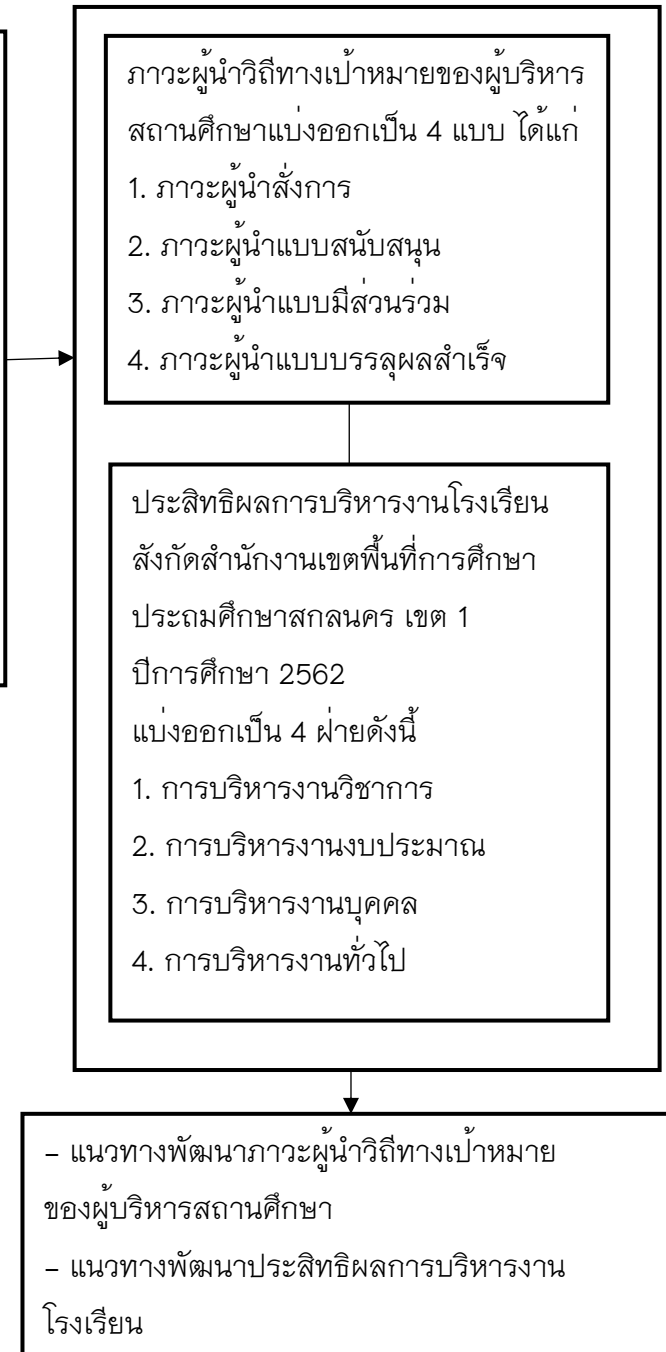 ภาวะผู้นำวิถีทางเป้าหมายของผู้บริหาร
สถานศึกษาแบ่งออกเป็น 4 แบบ ได้แก่
1. ภาวะผู้นำสั่งการ
2. ภาวะผู้นำแบบสนับสนุน
3. ภาวะผู้นำแบบมีส่วนร่วม
4. ภาวะผู้นำแบบบรรลุผลสำเร็จ
ประสิทธิผลการบริหารงานโรงเรียน
สังกัดสำนักงานเขตพื้นที่การศึกษา
ประถมศึกษาสกลนคร เขต 1
ปีการศึกษา 2562
แบ่งออกเป็น 4 ฝ่ายดังนี้
1. การบริหารงานวิชาการ
2. การบริหารงานงบประมาณ
3. การบริหารงานบุคคล
4. การบริหารงานทั่วไป
– แนวทางพัฒนาภาวะผู้นำวิถีทางเป้าหมาย
ของผู้บริหารสถานศึกษา
– แนวทางพัฒนาประสิทธิผลการบริหารงาน
โรงเรียน